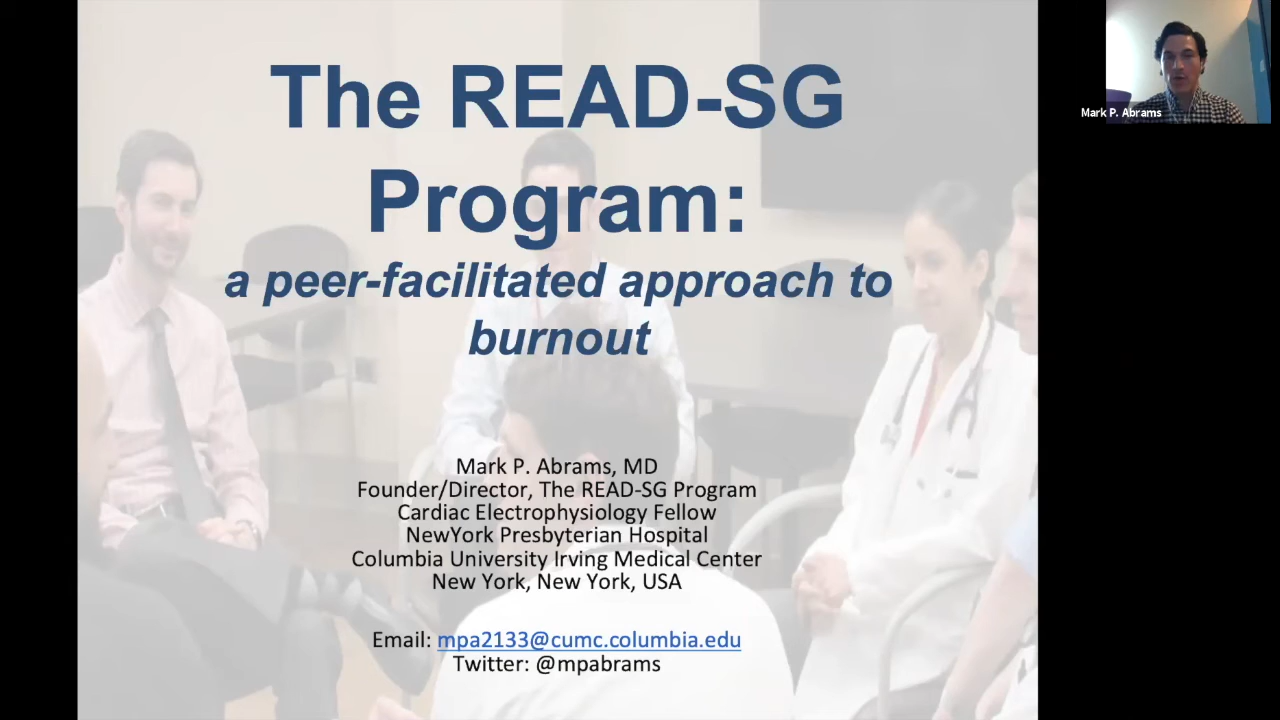 The READ-SG
Program:
a peer-facilitated approach to
burnout
Mark P. Abrams, MD
Founder/Director, The READ-SG Program
Cardiac Electrophysiology Fellow
NewYork Presbyterian Hospital
Columbia University Irving Medical Center
New York, New York, USA
Email: mpa2133@cumc.columbia.edu
Twitter: @mpabrams
Mark P. Abrams